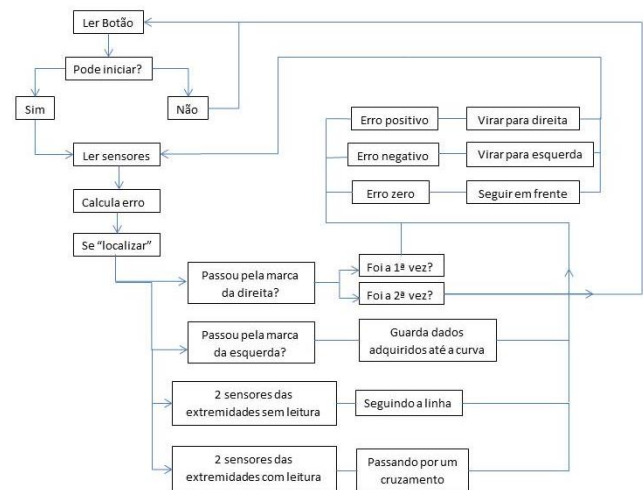 Ler Botão
Pode iniciar?
Sim
Não
Ler sensores
Calcula erro
Se “localizar”
Erro positivo
Virar para direita
Erro negativo
Virar para esquerda
Erro zero
Seguir em frente
Passou pela marca
da direita?
Foi a 1ª vez?
Foi a 2ª vez?
Passou pela marca
da esquerda?
Guarda dados
adquiridos até a curva
2 sensores das
extremidades sem leitura
Seguindo a linha
2 sensores das
extremidades com leitura
Passando por um
cruzamento